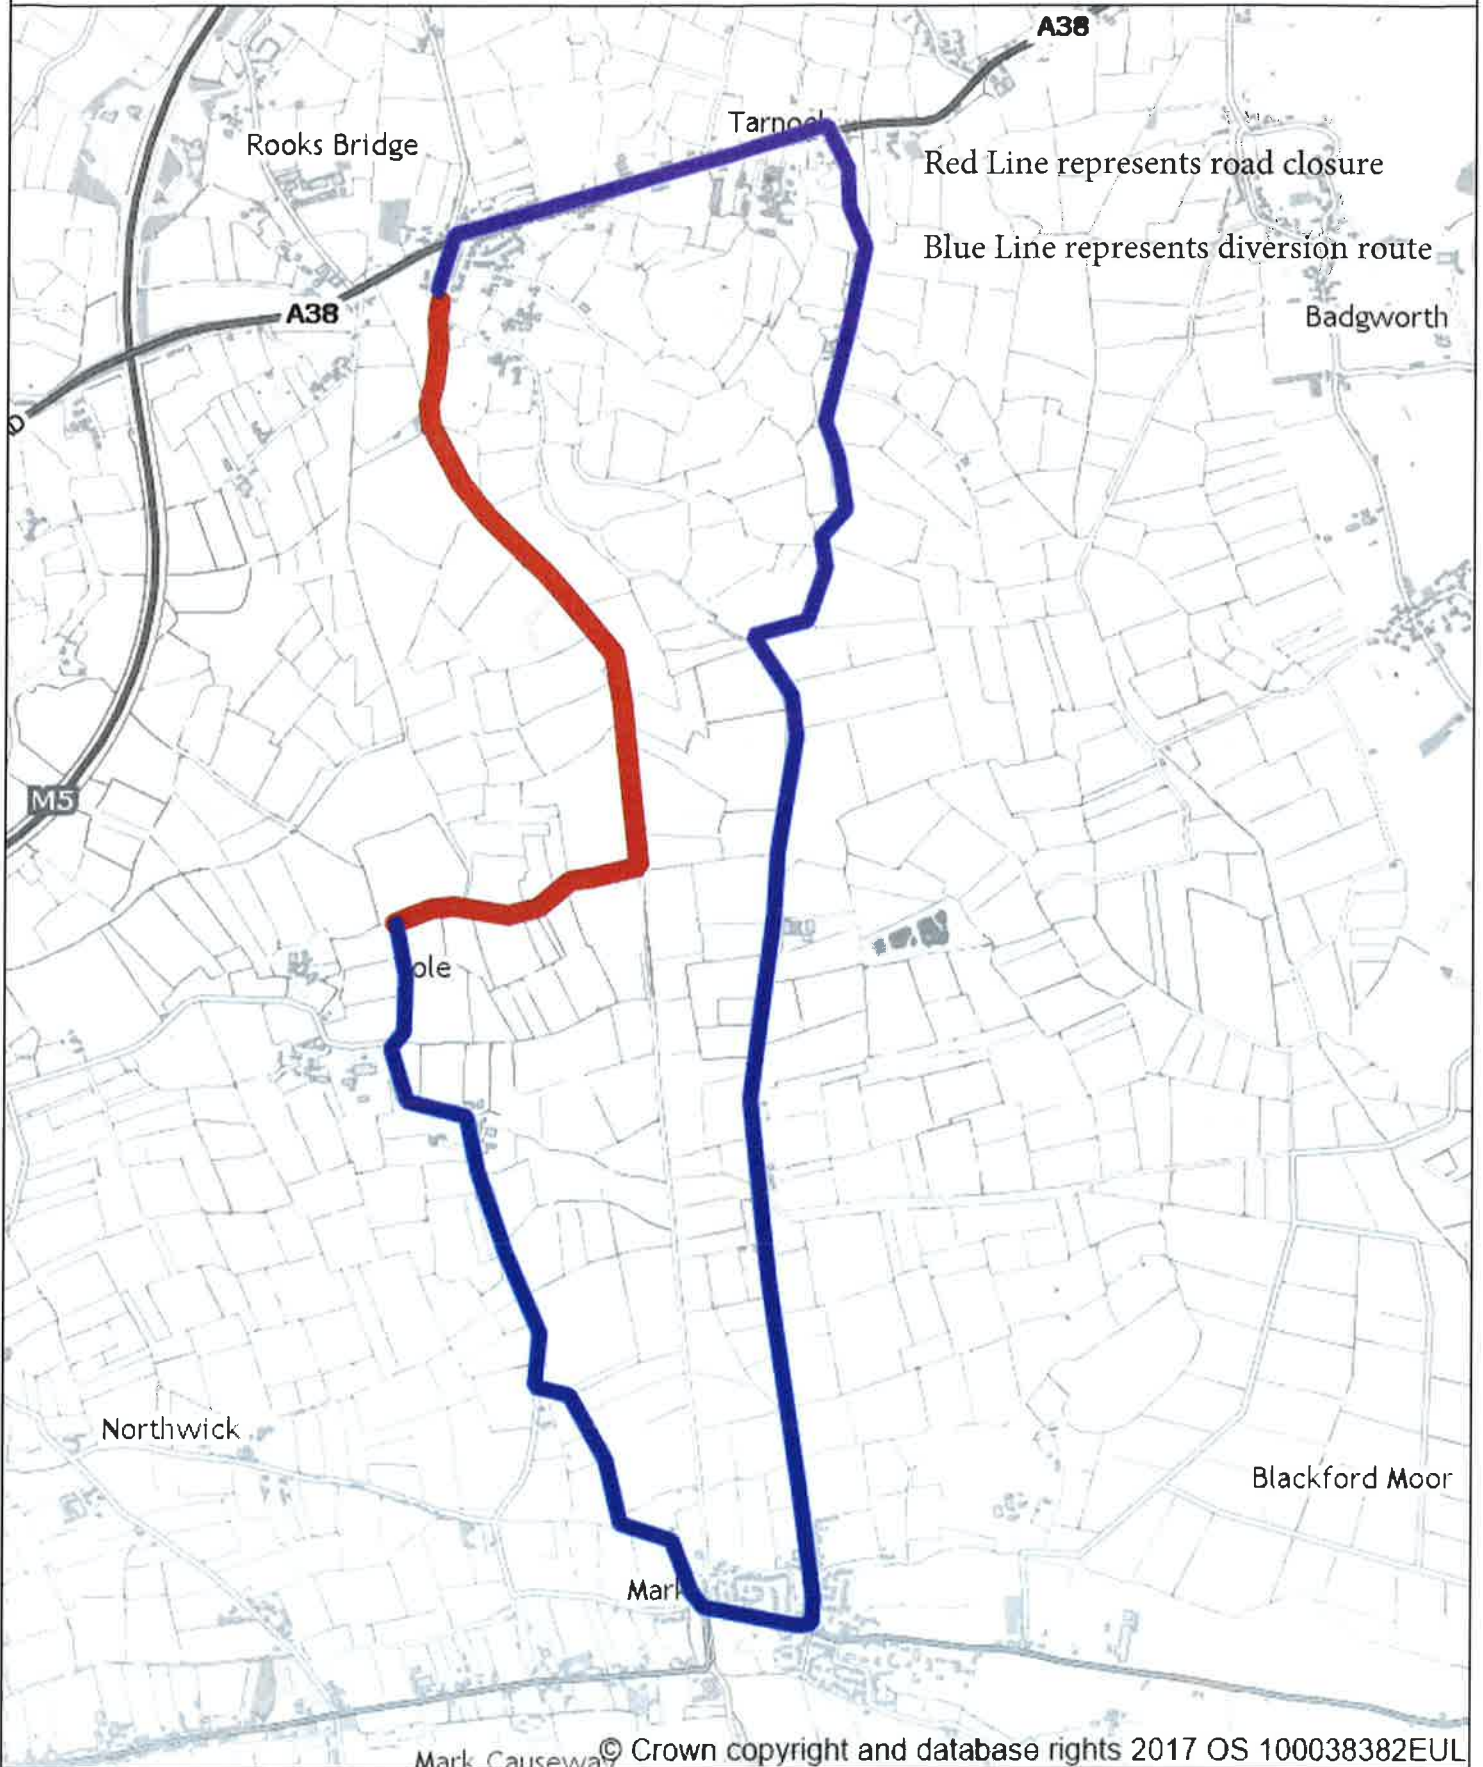 A38
Tarnock
Rooks Bridge
Red Line represents road closure
Blue Line represents diversion route
A38
Badgworth
M5
ole
Northwick
Blackford Moor
Mark
Mark Causeway
© Crown copyright and database rights 2017 OS 100038382EUL